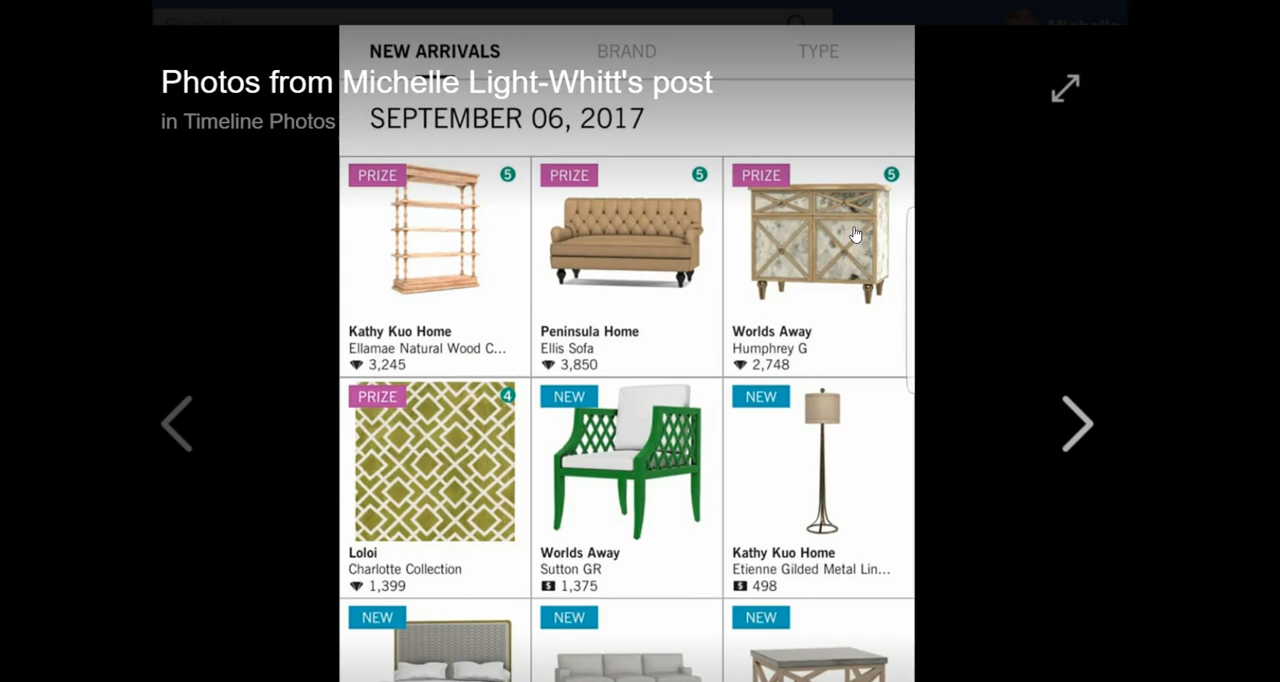 Search
Michelle
Photos from Michelle Light-Whitt's post
in Timeline Photos
NEW ARRIVALS BRAND TYPE
SEPTEMBER 06, 2017
PRIZE 5 PRIZE 5 PRIZE 5
Kathy Kuo Home Peninsula Home Worlds Away
Ellamae Natural Wood C... Ellis Sofa Humphrey G
3,245 3,850 2,748
PRIZE 4 NEW NEW
Loloi Worlds Away Kathy Kuo Home
Charlotte Collection Sutton GR Etienne Gilded Metal Lin...
1,399 $ 1,375 $ 498
NEW NEW NEW